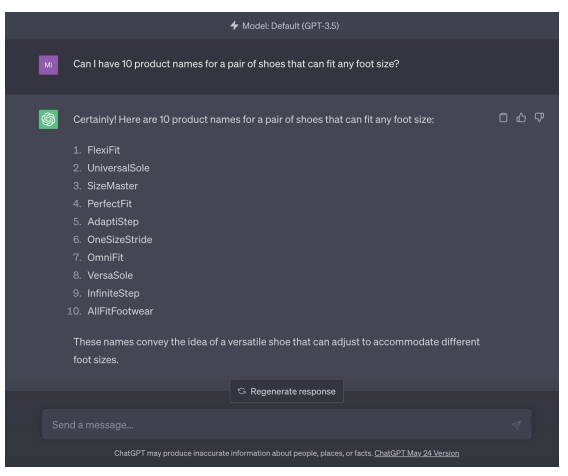 Model: Default (GPT-3.5)
MI
Can I have 10 product names for a pair of shoes that can fit any foot size?
Certainly! Here are 10 product names for a pair of shoes that can fit any foot size:
1. FlexiFit
2. UniversalSole
3. SizeMaster
4. PerfectFit
5. AdaptiStep
6. OneSizeStride
7. OmniFit
8. VersaSole
9. InfiniteStep
10. AllFitFootwear
These names convey the idea of a versatile shoe that can adjust to accommodate different
foot sizes.
Regenerate response
Send a message...
ChatGPT may produce inaccurate information about people, places, or facts. ChatGPT May 24 Version